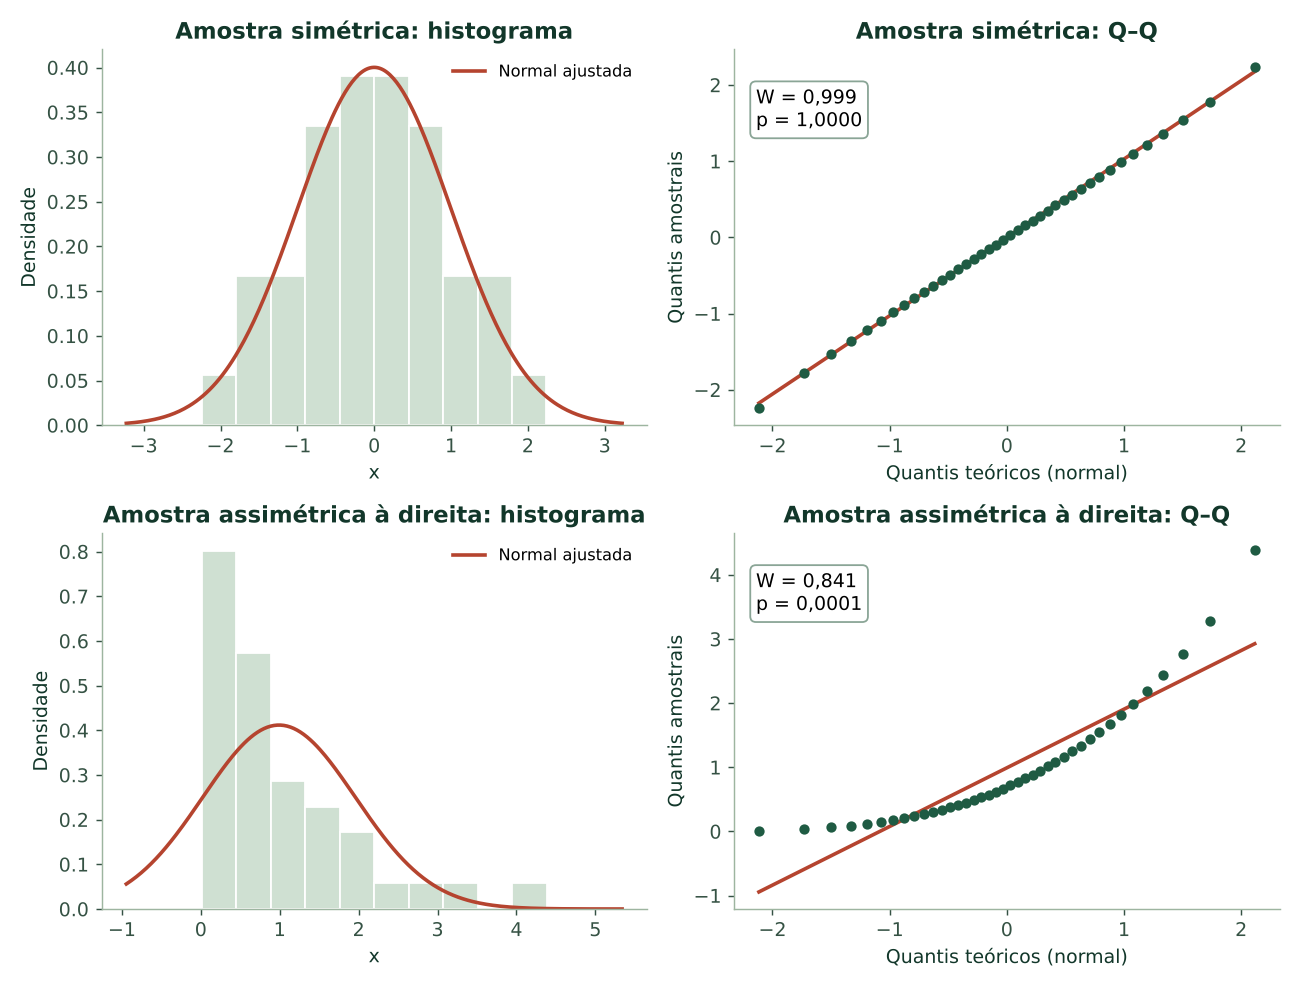 Amostra simétrica: histograma
Normal ajustada
Densidade
0.40
0.35
0.30
0.25
0.20
0.15
0.10
0.05
0.00
−3 −2 −1 0 1 2 3
x
Amostra simétrica: Q–Q
W = 0,999
p = 1,0000
Quantis amostrais
2
1
0
−1
−2
−2 −1 0 1 2
Quantis teóricos (normal)
Amostra assimétrica à direita: histograma
Normal ajustada
Densidade
0.8
0.7
0.6
0.5
0.4
0.3
0.2
0.1
0.0
−1 0 1 2 3 4 5
x
Amostra assimétrica à direita: Q–Q
W = 0,841
p = 0,0001
Quantis amostrais
4
3
2
1
0
−1
−2 −1 0 1 2
Quantis teóricos (normal)